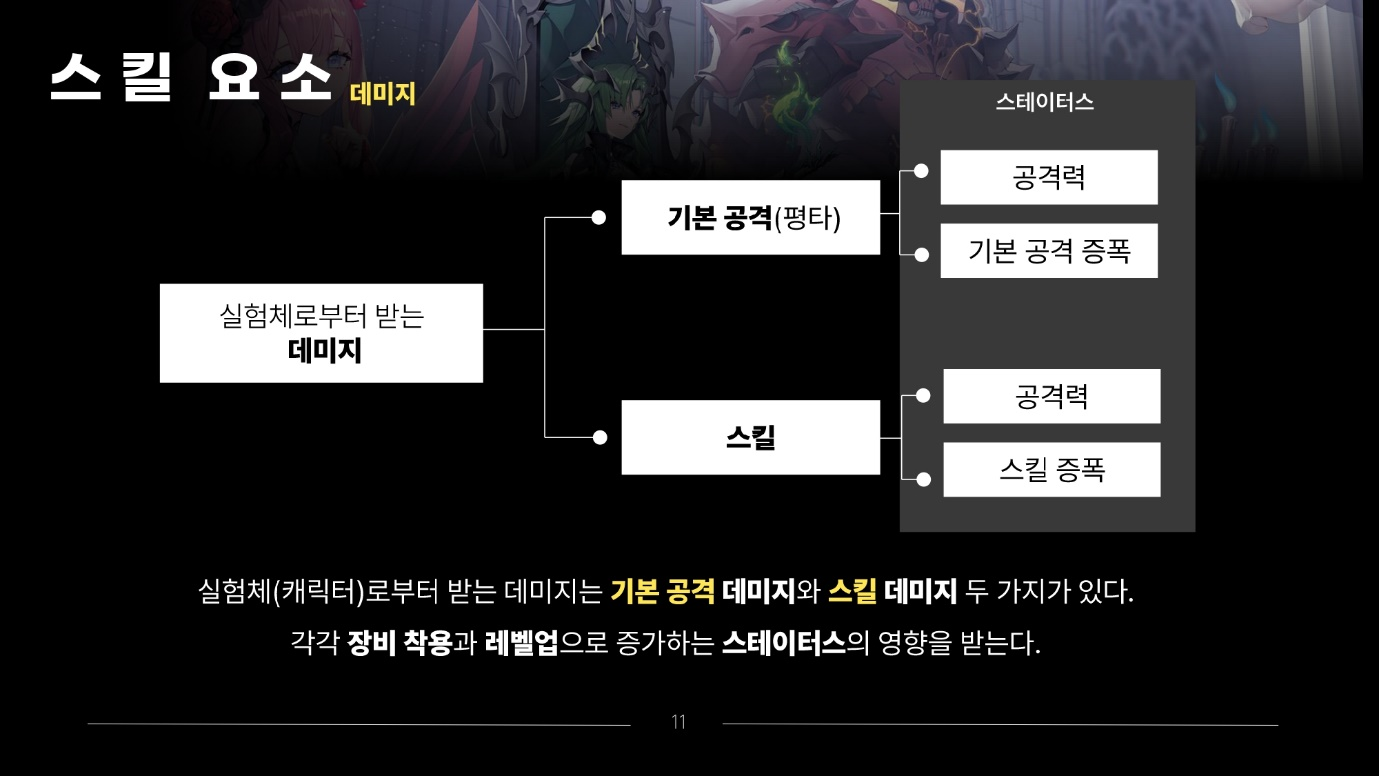 스킬 요소 데미지
스테이터스
공격력
기본 공격(평타)
기본 공격 증폭
실험체로부터 받는
데미지
공격력
스킬
스킬 증폭
실험체(캐릭터)로부터 받는 데미지는 기본 공격 데미지와 스킬 데미지 두 가지가 있다.
각각 장비 착용과 레벨업으로 증가하는 스테이터스의 영향을 받는다.
11